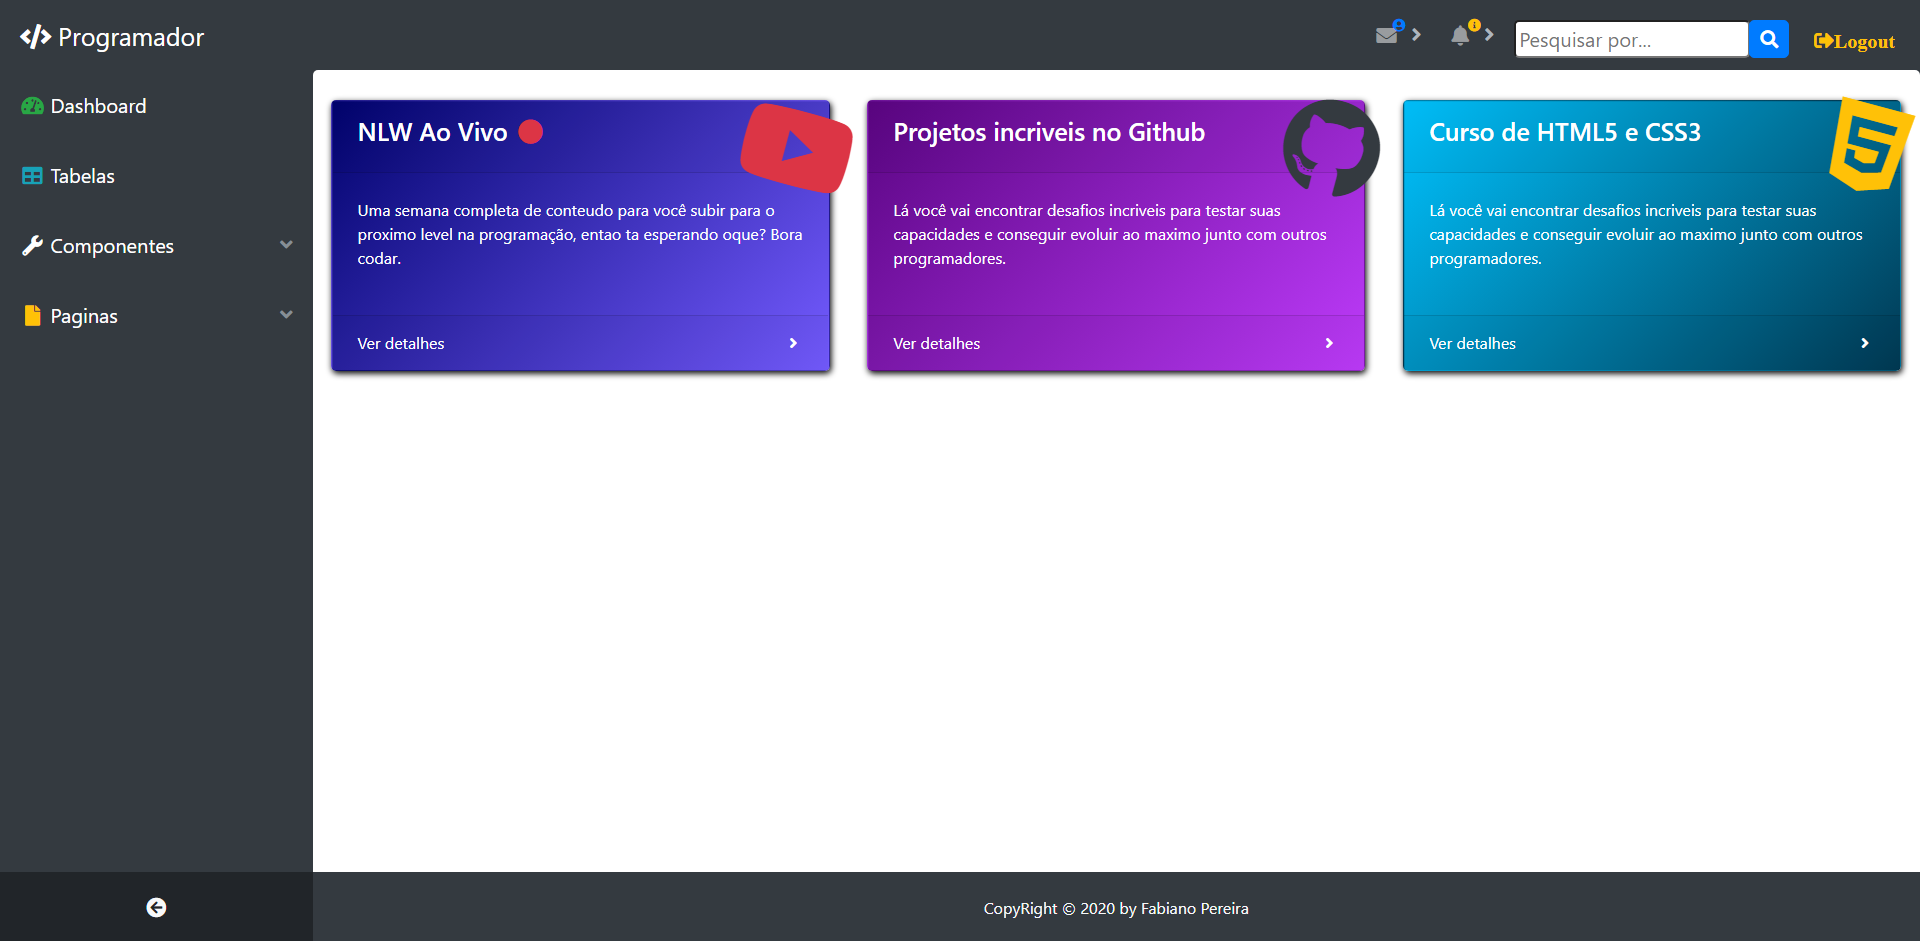 Programador
Pesquisar por...
Logout
Dashboard
Tabelas
Componentes
Paginas
NLW Ao Vivo
Uma semana completa de conteudo para você subir para o
proximo level na programação, entao ta esperando oque? Bora
codar.
Ver detalhes
Projetos incriveis no Github
Lá você vai encontrar desafios incriveis para testar suas
capacidades e conseguir evoluir ao maximo junto com outros
programadores.
Ver detalhes
Curso de HTML5 e CSS3
Lá você vai encontrar desafios incriveis para testar suas
capacidades e conseguir evoluir ao maximo junto com outros
programadores.
Ver detalhes
CopyRight © 2020 by Fabiano Pereira